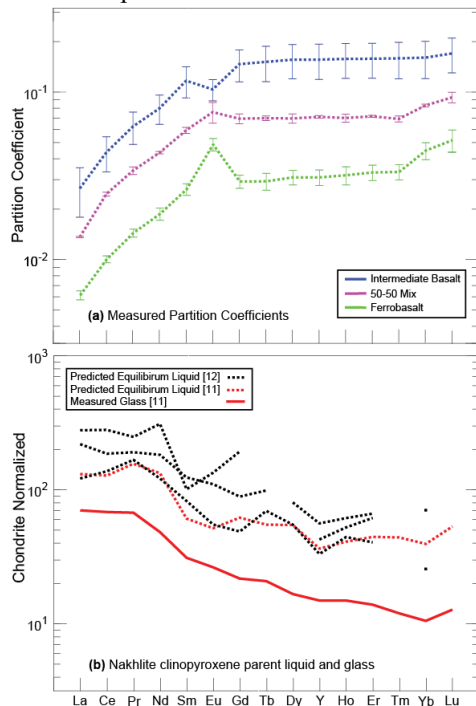 Partition Coefficient
10-1
10-2
Intermediate Basalt
50-50 Mix
Ferrobasalt
(a) Measured Partition Coefficients
Chondrite Normalized
103
102
101
Predicted Equilibirum Liquid [12]
Predicted Equilibrium Liquid [11]
Measured Glass [11]
(b) Nakhlite clinopyroxene parent liquid and glass
La Ce Pr Nd Sm Eu Gd Tb Dy Y Ho Er Tm Yb Lu